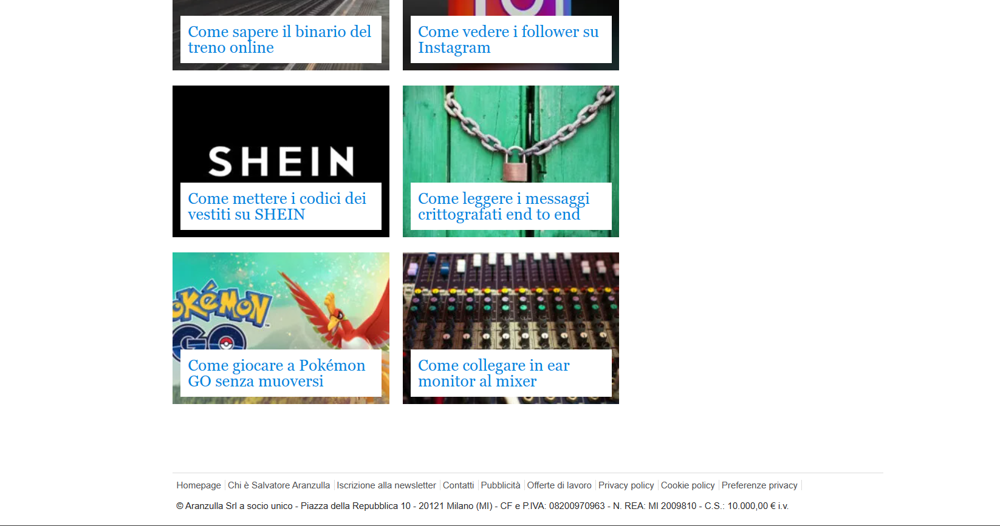 Come sapere il binario del
treno online
Come vedere i follower su
Instagram
SHEIN
Come mettere i codici dei
vestiti su SHEIN
Come leggere i messaggi
crittografati end to end
POKéMON
GO
Come giocare a Pokémon
GO senza muoversi
Come collegare in ear
monitor al mixer
Homepage Chi è Salvatore Aranzulla Iscrizione alla newsletter Contatti Pubblicità Offerte di lavoro Privacy policy Cookie policy Preferenze privacy
© Aranzulla Srl a socio unico - Piazza della Repubblica 10 - 20121 Milano (MI) - CF e P.IVA: 08200970963 - N. REA: MI 2009810 - C.S.: 10.000,00 € i.v.